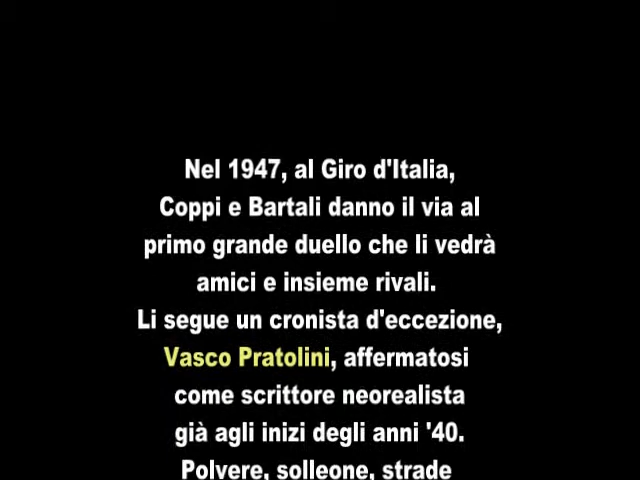 Nel 1947, al Giro d'Italia,
Coppi e Bartali danno il via al
primo grande duello che li vedrà
amici e insieme rivali.
Li segue un cronista d'eccezione,
Vasco Pratolini, affermatosi
come scrittore neorealista
già agli inizi degli anni '40.
Polvere, solleone, strade